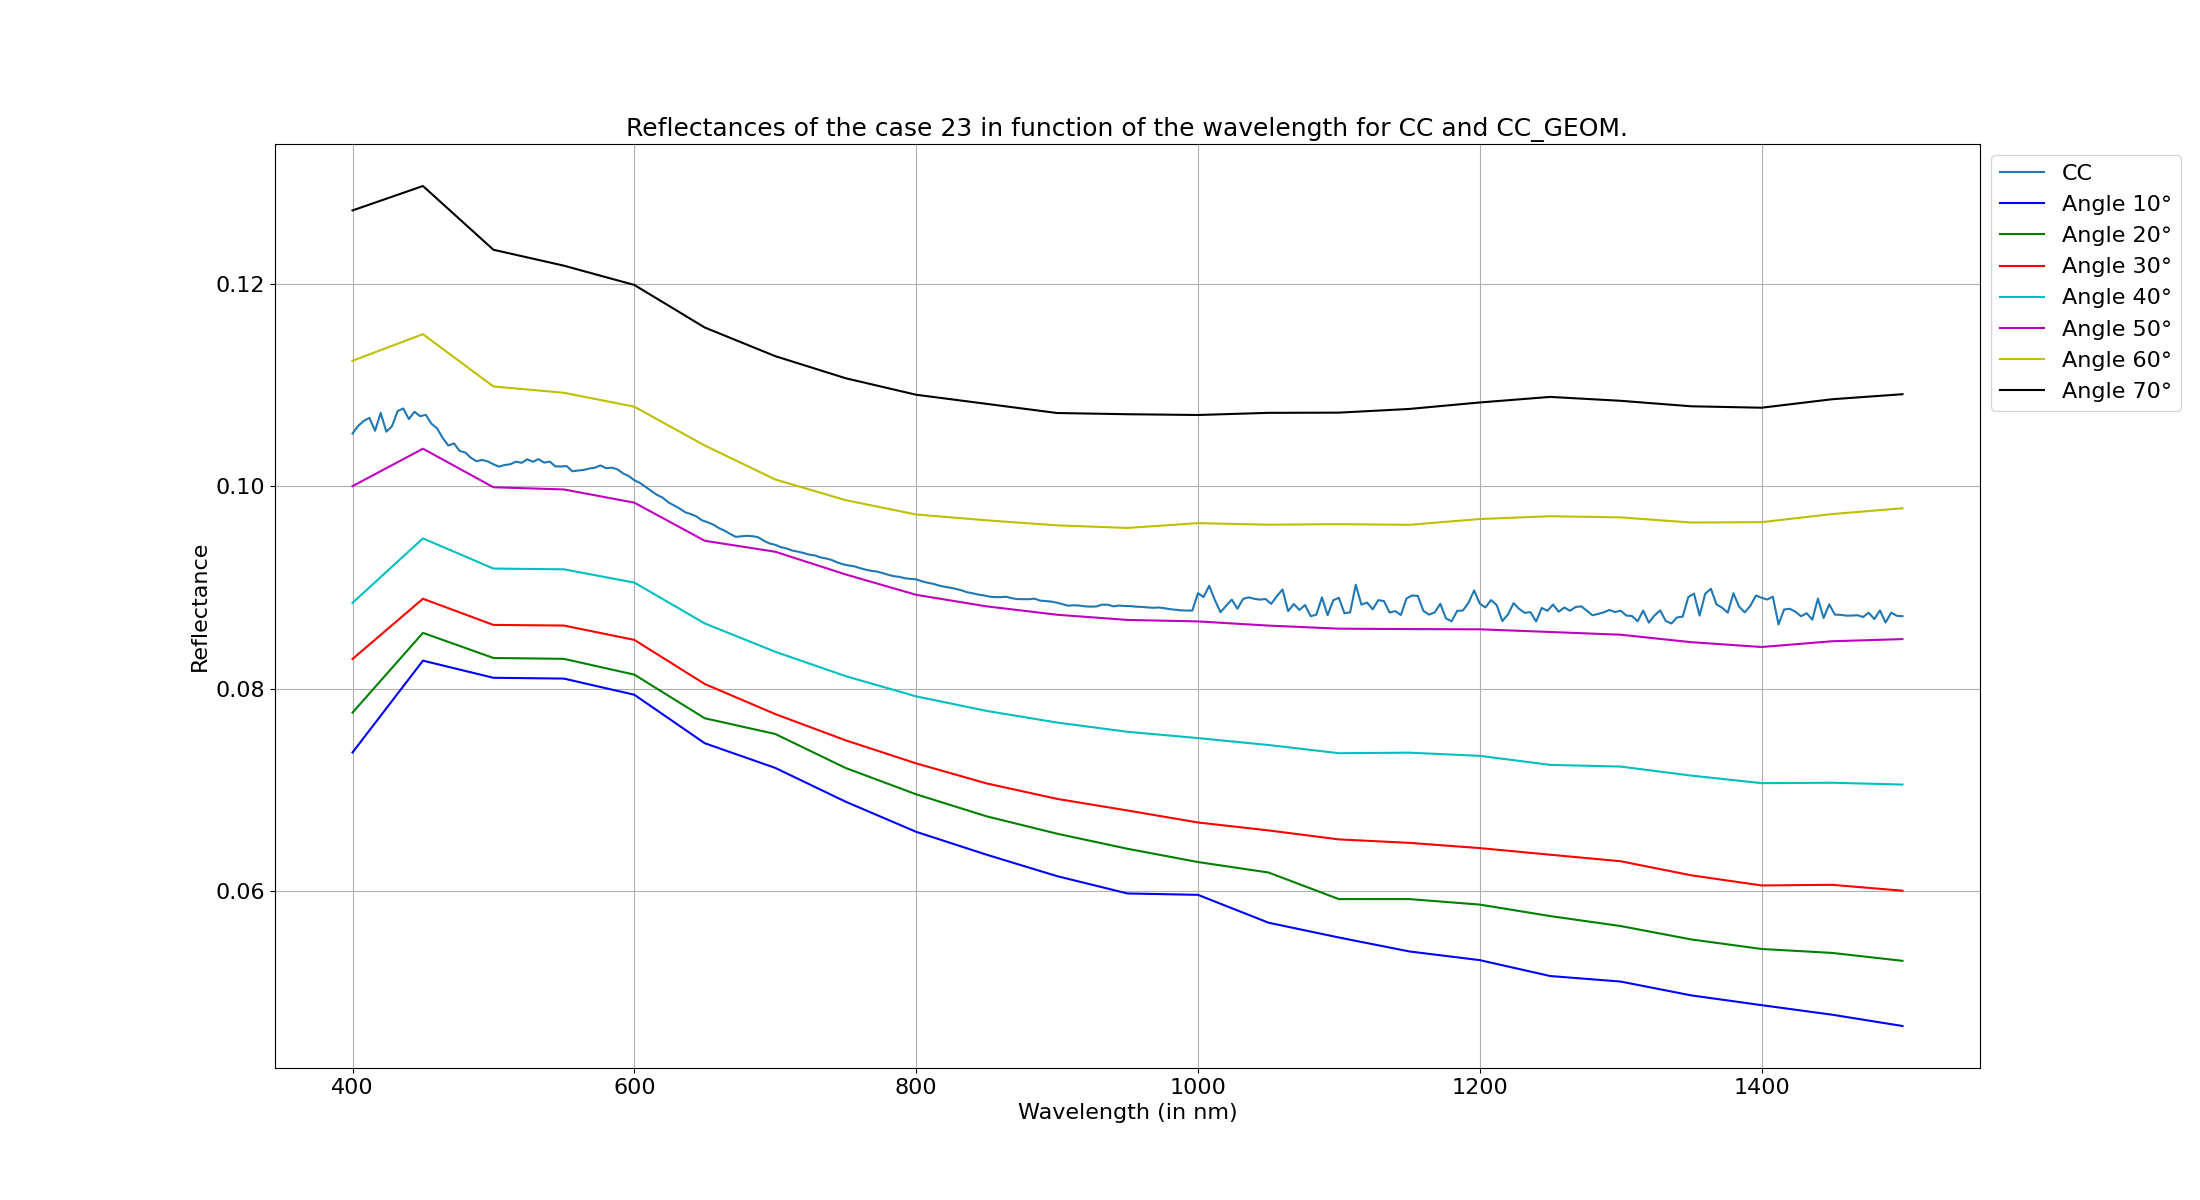 Reflectances of the case 23 in function of the wavelength for CC and CC_GEOM.
CC
Angle 10°
Angle 20°
Angle 30°
Angle 40°
Angle 50°
Angle 60°
Angle 70°
0.12
0.10
0.08
0.06
Reflectance
400 600 800 1000 1200 1400
Wavelength (in nm)